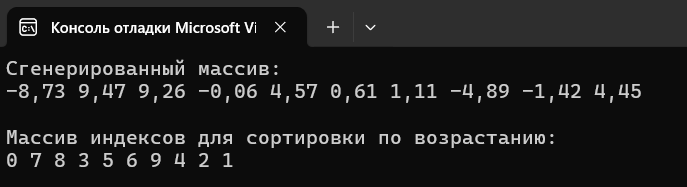 Консоль отладки Microsoft Vi
Сгенерированный массив:
-8,73 9,47 9,26 -0,06 4,57 0,61 1,11 -4,89 -1,42 4,45
Массив индексов для сортировки по возрастанию:
0 7 8 3 5 6 9 4 2 1